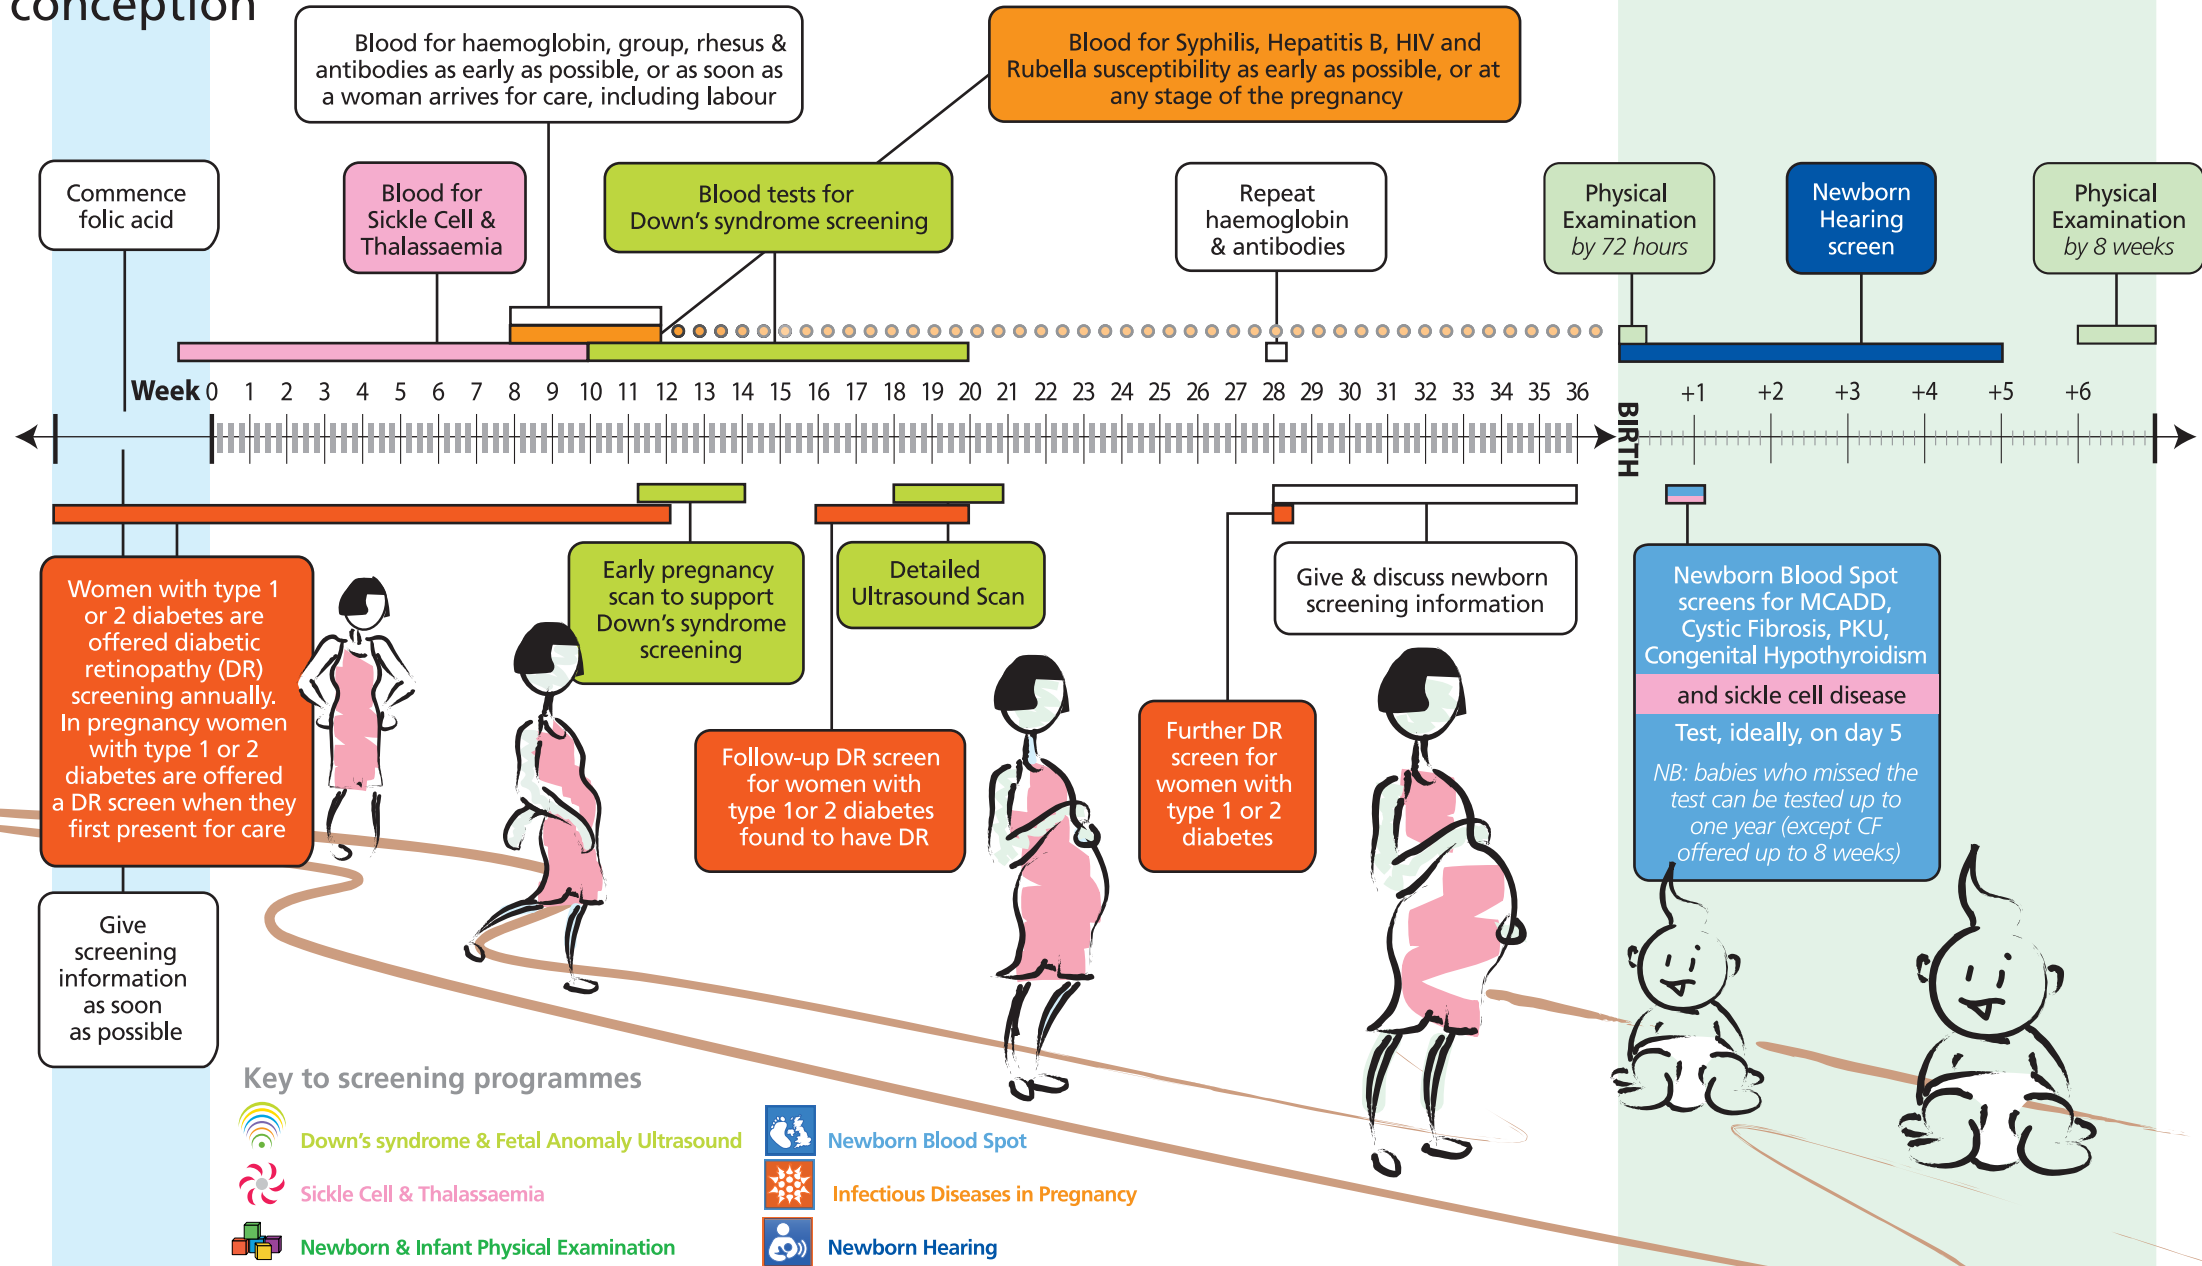 conception
Blood for haemoglobin, group, rhesus &
antibodies as early as possible, or as soon as
a woman arrives for care, including labour
Blood for Syphilis, Hepatitis B, HIV and
Rubella susceptibility as early as possible, or at
any stage of the pregnancy
Commence
folic acid
Blood for
Sickle Cell &
Thalassaemia
Blood tests for
Down's syndrome screening
Repeat
haemoglobin
& antibodies
Physical
Examination
by 72 hours
Newborn
Hearing
screen
Physical
Examination
by 8 weeks
Week 0 1 2 3 4 5 6 7 8 9 10 11 12 13 14 15 16 17 18 19 20 21 22 23 24 25 26 27 28 29 30 31 32 33 34 35 36
BIRTH
+1 +2 +3 +4 +5 +6
Women with type 1
or 2 diabetes are
offered diabetic
retinopathy (DR)
screening annually.
In pregnancy women
with type 1 or 2
diabetes are offered
a DR screen when they
first present for care
Early pregnancy
scan to support
Down's syndrome
screening
Detailed
Ultrasound Scan
Give & discuss newborn
screening information
Newborn Blood Spot
screens for MCADD,
Cystic Fibrosis, PKU,
Congenital Hypothyroidism
and sickle cell disease
Test, ideally, on day 5
NB: babies who missed the
test can be tested up to
one year (except CF
offered up to 8 weeks)
Follow-up DR screen
for women with
type 1or 2 diabetes
found to have DR
Further DR
screen for
women with
type 1 or 2
diabetes
Give
screening
information
as soon
as possible
Key to screening programmes
Down's syndrome & Fetal Anomaly Ultrasound
Sickle Cell & Thalassaemia
Newborn & Infant Physical Examination
Newborn Blood Spot
Infectious Diseases in Pregnancy
Newborn Hearing